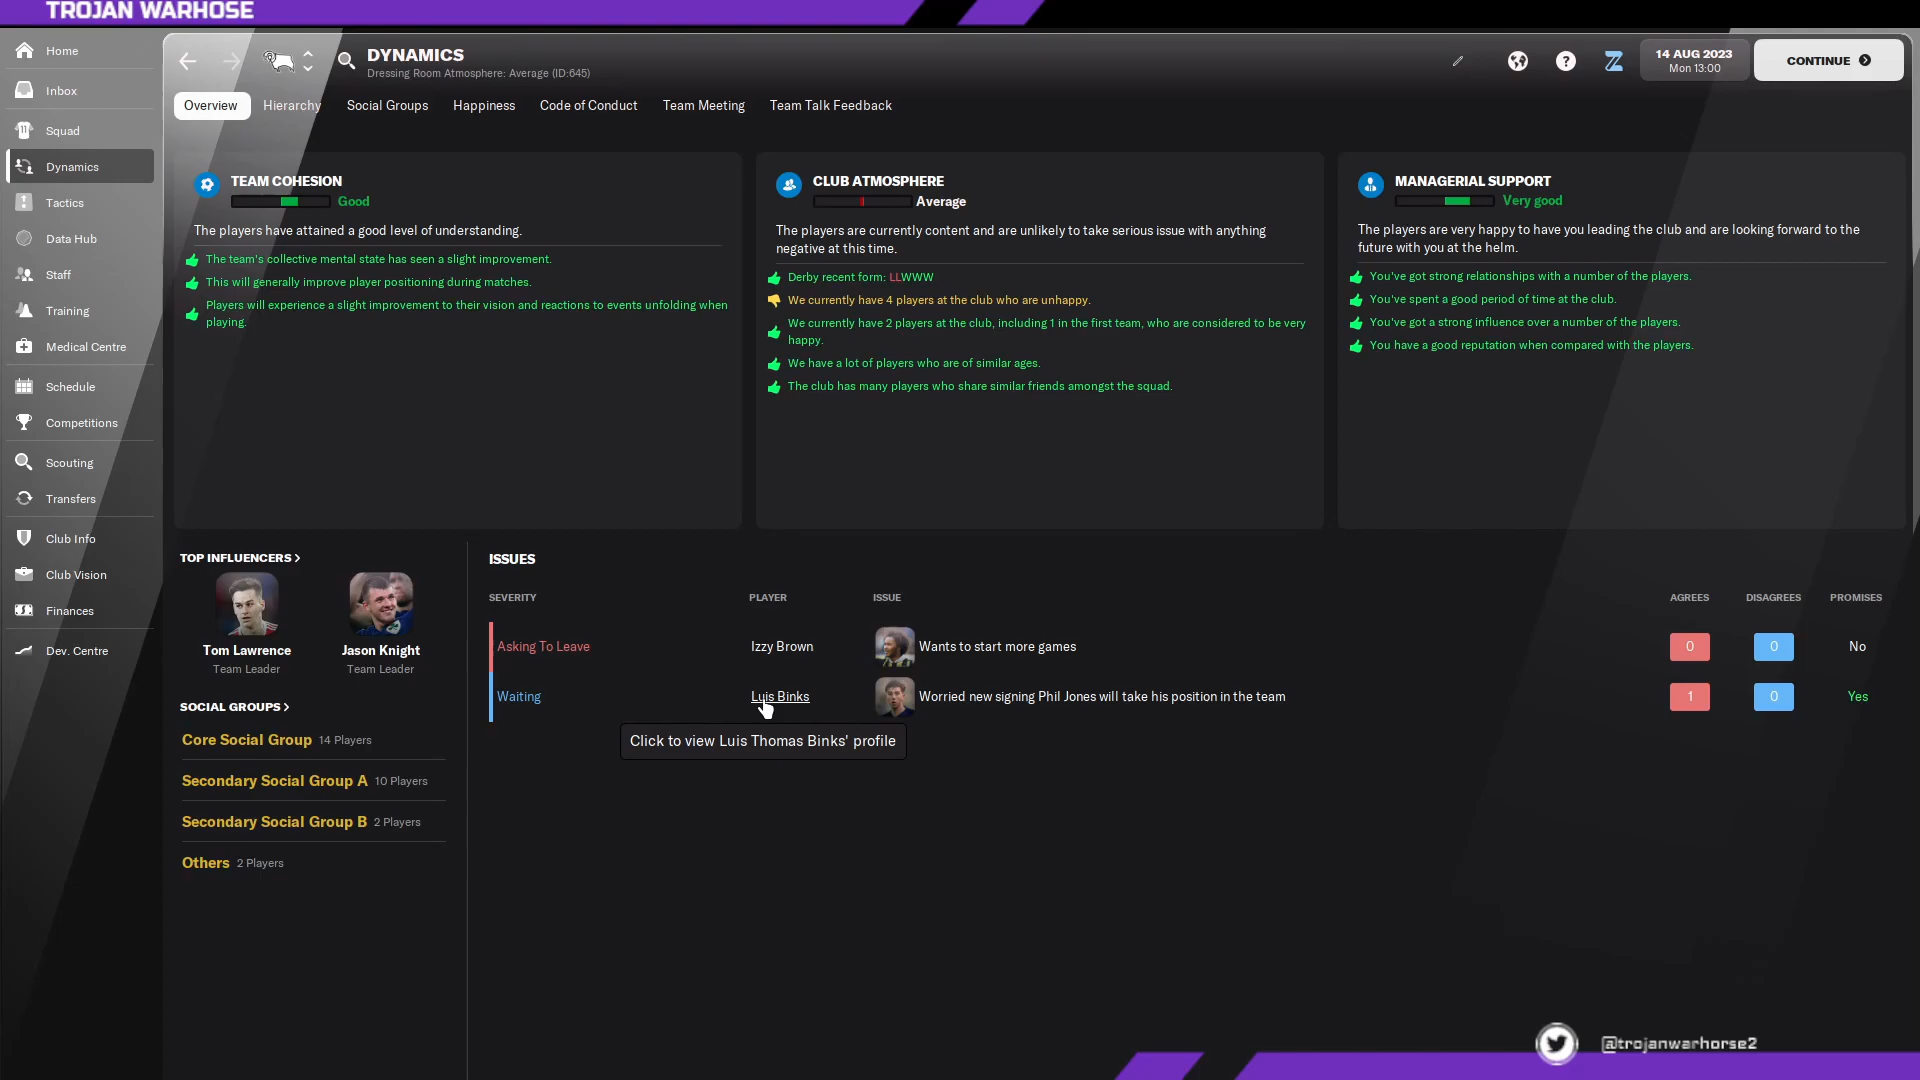 TROJAN WARHOSE
Home
Inbox
Squad
Dynamics
Tactics
Data Hub
Staff
Training
Medical Centre
Schedule
Competitions
Scouting
Transfers
Club Info
Club Vision
Finances
Dev. Centre
DYNAMICS
Dressing Room Atmosphere: Average (ID:645)
14 AUG 2023
Mon 13:00
CONTINUE
Overview
Hierarchy
Social Groups
Happiness
Code of Conduct
Team Meeting
Team Talk Feedback
TEAM COHESION
Good
The players have attained a good level of understanding.
The team's collective mental state has seen a slight improvement.
This will generally improve player positioning during matches.
Players will experience a slight improvement to their vision and reactions to events unfolding when
playing.
CLUB ATMOSPHERE
Average
The players are currently content and are unlikely to take serious issue with anything
negative at this time.
Derby recent form: LLWWW
We currently have 4 players at the club who are unhappy.
We currently have 2 players at the club, including 1 in the first team, who are considered to be very
happy.
We have a lot of players who are of similar ages.
The club has many players who share similar friends amongst the squad.
MANAGERIAL SUPPORT
Very good
The players are very happy to have you leading the club and are looking forward to the
future with you at the helm.
You've got strong relationships with a number of the players.
You've spent a good period of time at the club.
You've got a strong influence over a number of the players.
You have a good reputation when compared with the players.
TOP INFLUENCERS
Tom Lawrence
Team Leader
Jason Knight
Team Leader
SOCIAL GROUPS
Core Social Group 14 Players
Secondary Social Group A 10 Players
Secondary Social Group B 2 Players
Others 2 Players
ISSUES
SEVERITY PLAYER ISSUE AGREES DISAGREES PROMISES
Asking To Leave Izzy Brown Wants to start more games 0 0 No
Waiting Luis Binks Worried new signing Phil Jones will take his position in the team 1 0 Yes
Click to view Luis Thomas Binks' profile
@trojanwarhorse2